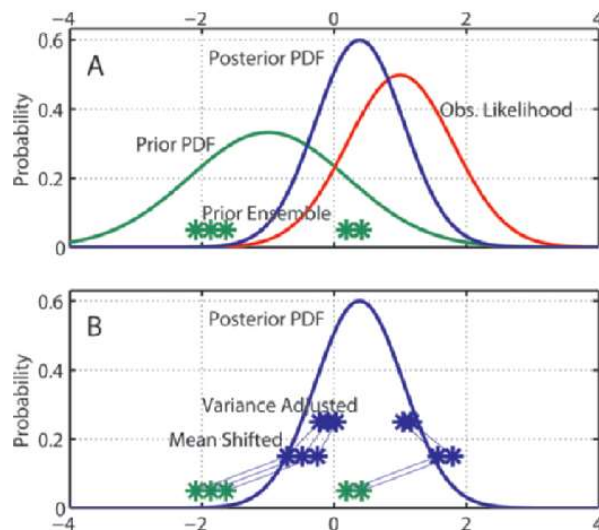 −4 −2 0 2 4
0.6
A
Posterior PDF
0.4
Obs. Likelihood
Prior PDF
Probability
0.2
Prior Ensemble
0
0.6
B
Posterior PDF
0.4
Variance Adjusted
Probability
0.2
Mean Shifted
0
−4 −2 0 2 4